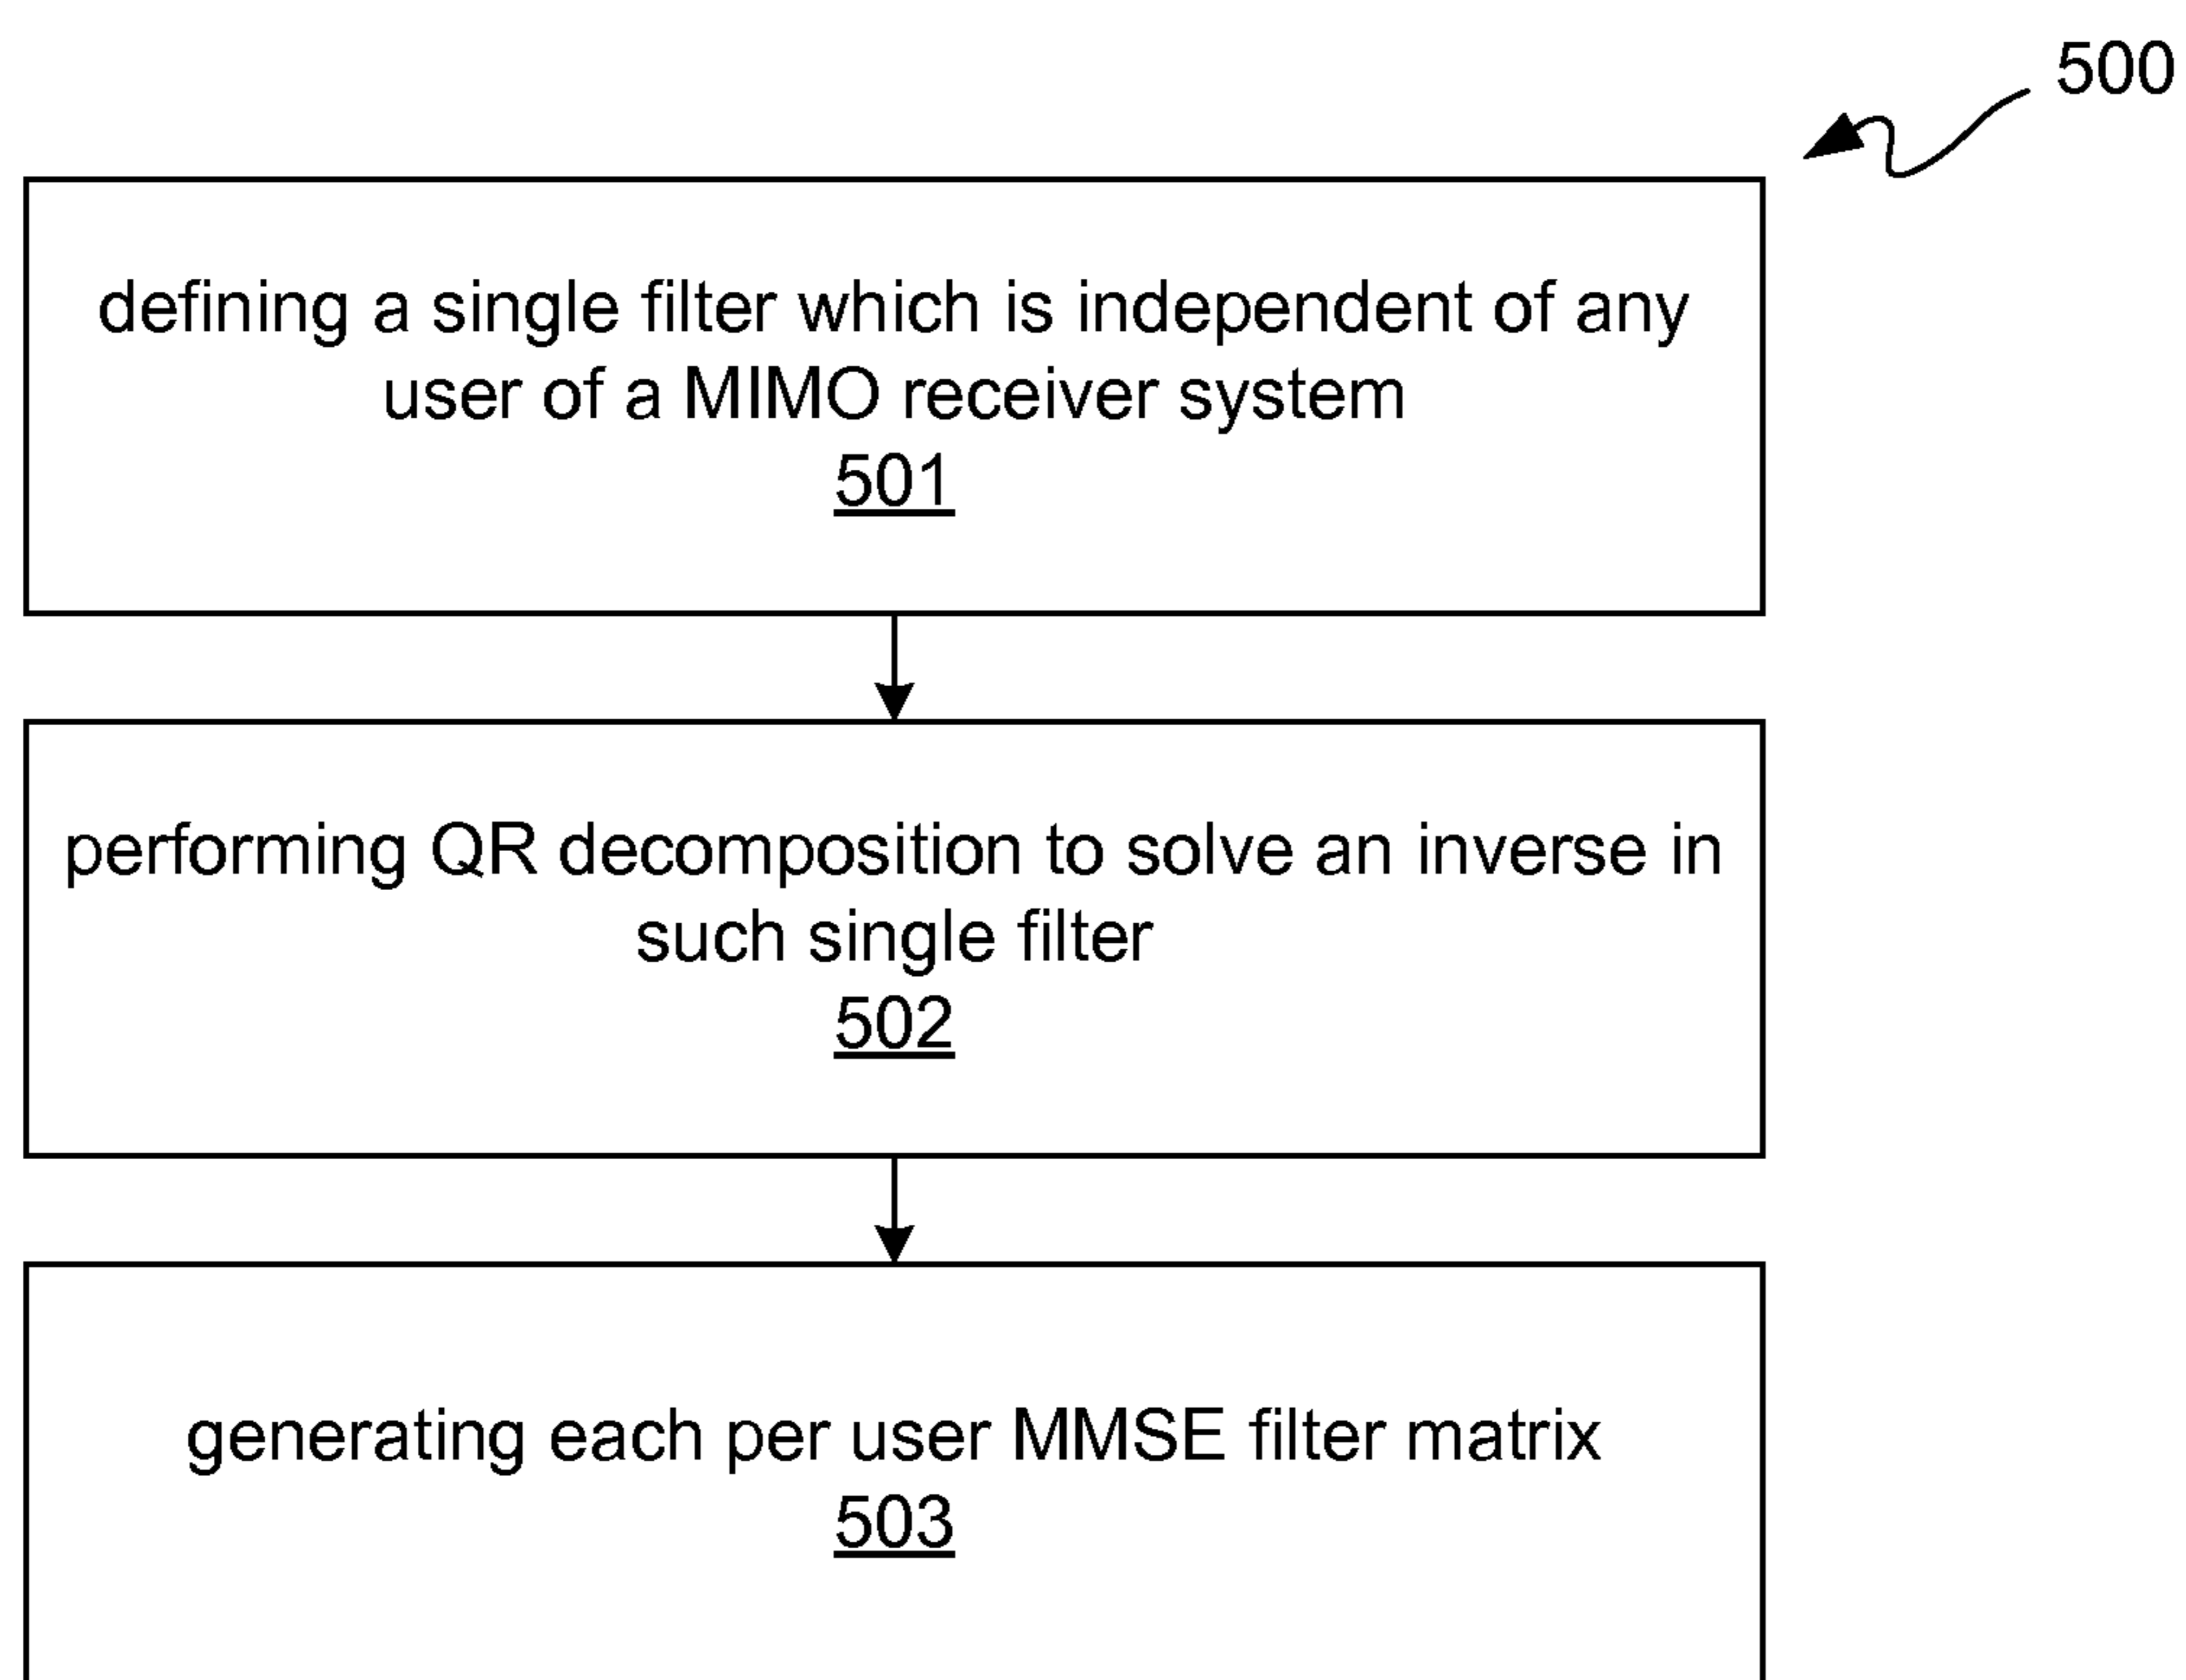 500
defining a single filter which is independent of any
user of a MIMO receiver system
501
performing QR decomposition to solve an inverse in
such single filter
502
generating each per user MMSE filter matrix
503